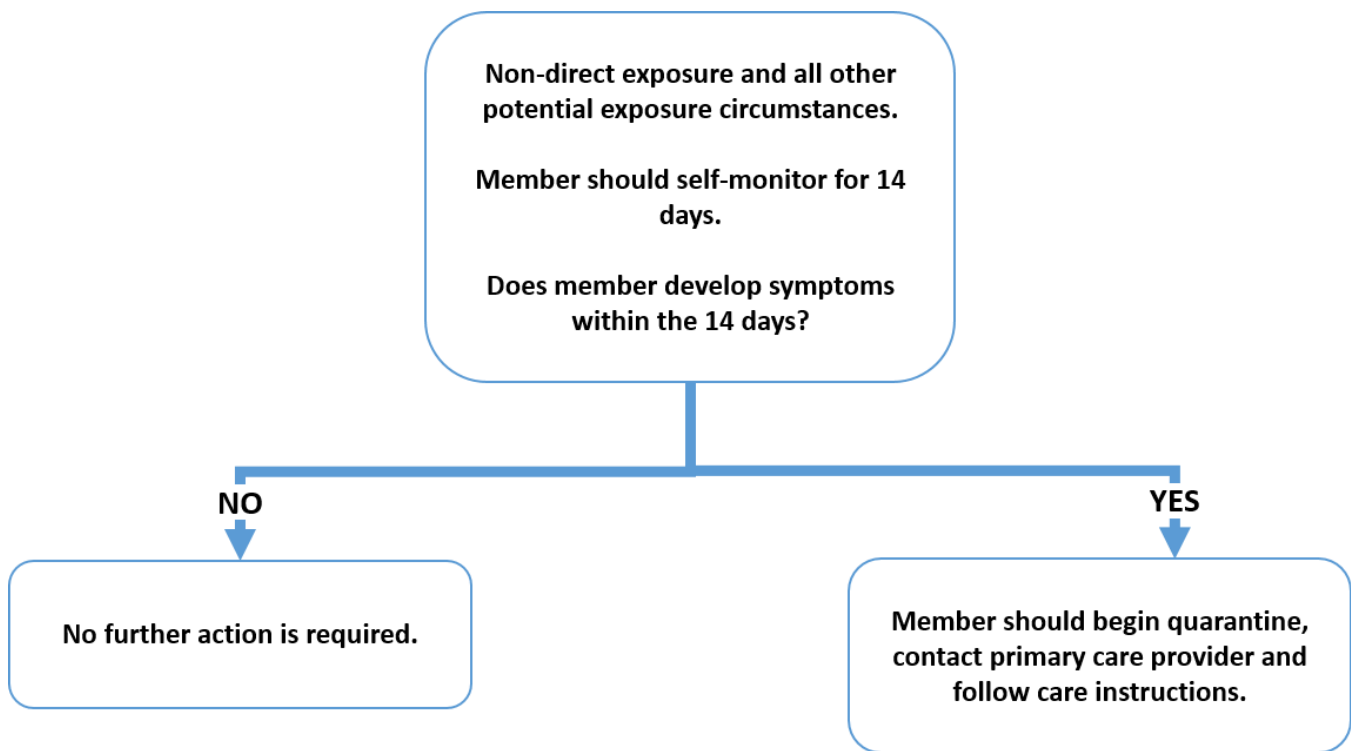 Non-direct exposure and all other
potential exposure circumstances.
Member should self-monitor for 14
days.
Does member develop symptoms
within the 14 days?
NO
YES
No further action is required.
Member should begin quarantine,
contact primary care provider and
follow care instructions.